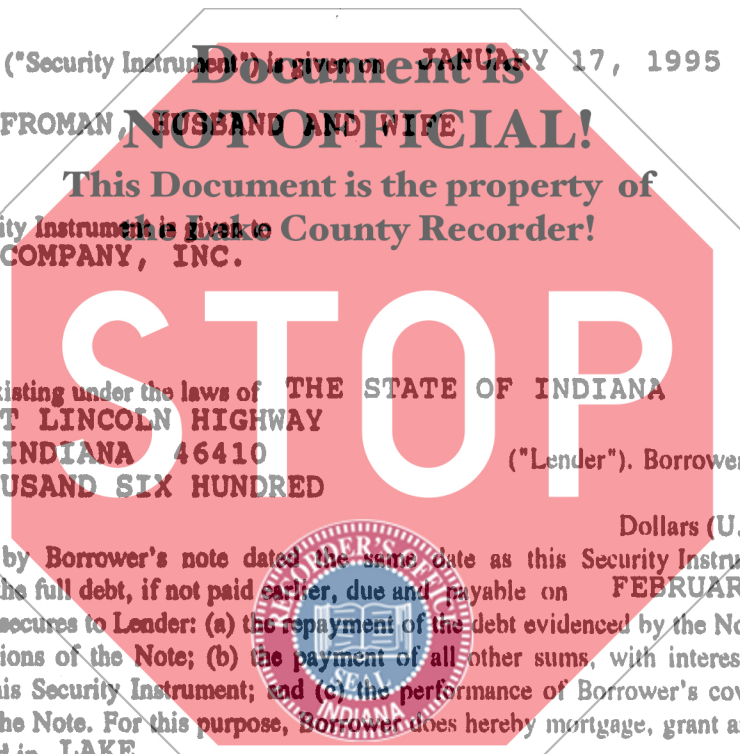 ("Security Instrument") is given on JANUARY 17, 1995
Document is
FROMAN, HUSBAND AND WIFE
NOT OFFICIAL!
This Document is the property of
the Lake County Recorder!
ity Instrument is given to
COMPANY, INC.
STOP
xisting under the laws of THE STATE OF INDIANA
T LINCOLN HIGHWAY
INDIANA 46410 ("Lender"). Borrower
USAND SIX HUNDRED
Dollars (U.
by Borrower's note dated the same date as this Security Instru
he full debt, if not paid earlier, due and payable on FEBRUAR
secures to Lender: (a) the repayment of the debt evidenced by the No
ions of the Note; (b) the payment of all other sums, with interes
is Security Instrument; and (c) the performance of Borrower's cov
he Note. For this purpose, Borrower does hereby mortgage, grant a
d in LAKE
RECORDER'S OFFICE
SEAL
INDIANA